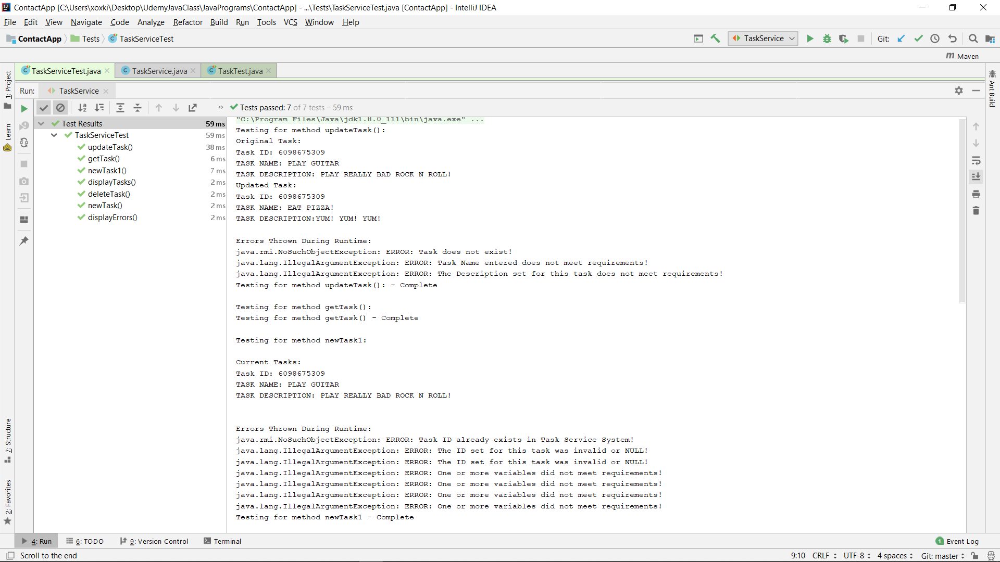 ContactApp [C:\Users\xoxki\Desktop\UdemyJavaClass\JavaPrograms\ContactApp] - ...\Tests\TaskServiceTest.java [ContactApp] - IntelliJ IDEA
File Edit View Navigate Code Analyze Refactor Build Run Tools VCS Window Help
ContactApp Tests TaskServiceTest TaskService Git:
Maven
TaskServiceTest.java TaskService.java TaskTest.java
Run: TaskService
Tests passed: 7 of 7 tests – 59 ms
Test Results 59 ms
TaskServiceTest 59 ms
updateTask() 38 ms
getTask() 6 ms
newTask1() 7 ms
displayTasks() 2 ms
deleteTask() 2 ms
newTask() 2 ms
displayErrors() 2 ms
"C:\Program Files\Java\jdk1.8.0_111\bin\java.exe" ...
Testing for method updateTask():
Original Task:
Task ID: 6098675309
TASK NAME: PLAY GUITAR
TASK DESCRIPTION: PLAY REALLY BAD ROCK N ROLL!
Updated Task:
Task ID: 6098675309
TASK NAME: EAT PIZZA!
TASK DESCRIPTION:YUM! YUM! YUM!
Errors Thrown During Runtime:
java.rmi.NoSuchObjectException: ERROR: Task does not exist!
java.lang.IllegalArgumentException: ERROR: Task Name entered does not meet requirements!
java.lang.IllegalArgumentException: ERROR: The Description set for this task does not meet requirements!
Testing for method updateTask(): - Complete
Testing for method getTask():
Testing for method getTask() - Complete
Testing for method newTask1:
Current Tasks:
Task ID: 6098675309
TASK NAME: PLAY GUITAR
TASK DESCRIPTION: PLAY REALLY BAD ROCK N ROLL!
Errors Thrown During Runtime:
java.rmi.NoSuchObjectException: ERROR: Task ID already exists in Task Service System!
java.lang.IllegalArgumentException: ERROR: The ID set for this task was invalid or NULL!
java.lang.IllegalArgumentException: ERROR: The ID set for this task was invalid or NULL!
java.lang.IllegalArgumentException: ERROR: One or more variables did not meet requirements!
java.lang.IllegalArgumentException: ERROR: One or more variables did not meet requirements!
java.lang.IllegalArgumentException: ERROR: One or more variables did not meet requirements!
java.lang.IllegalArgumentException: ERROR: One or more variables did not meet requirements!
Testing for method newTask1 - Complete
1: Project
Learn
7: Structure
2: Favorites
Ant Build
4: Run 6: TODO 9: Version Control Terminal 1 Event Log
Scroll to the end 9:10 CRLF UTF-8 4 spaces Git: master